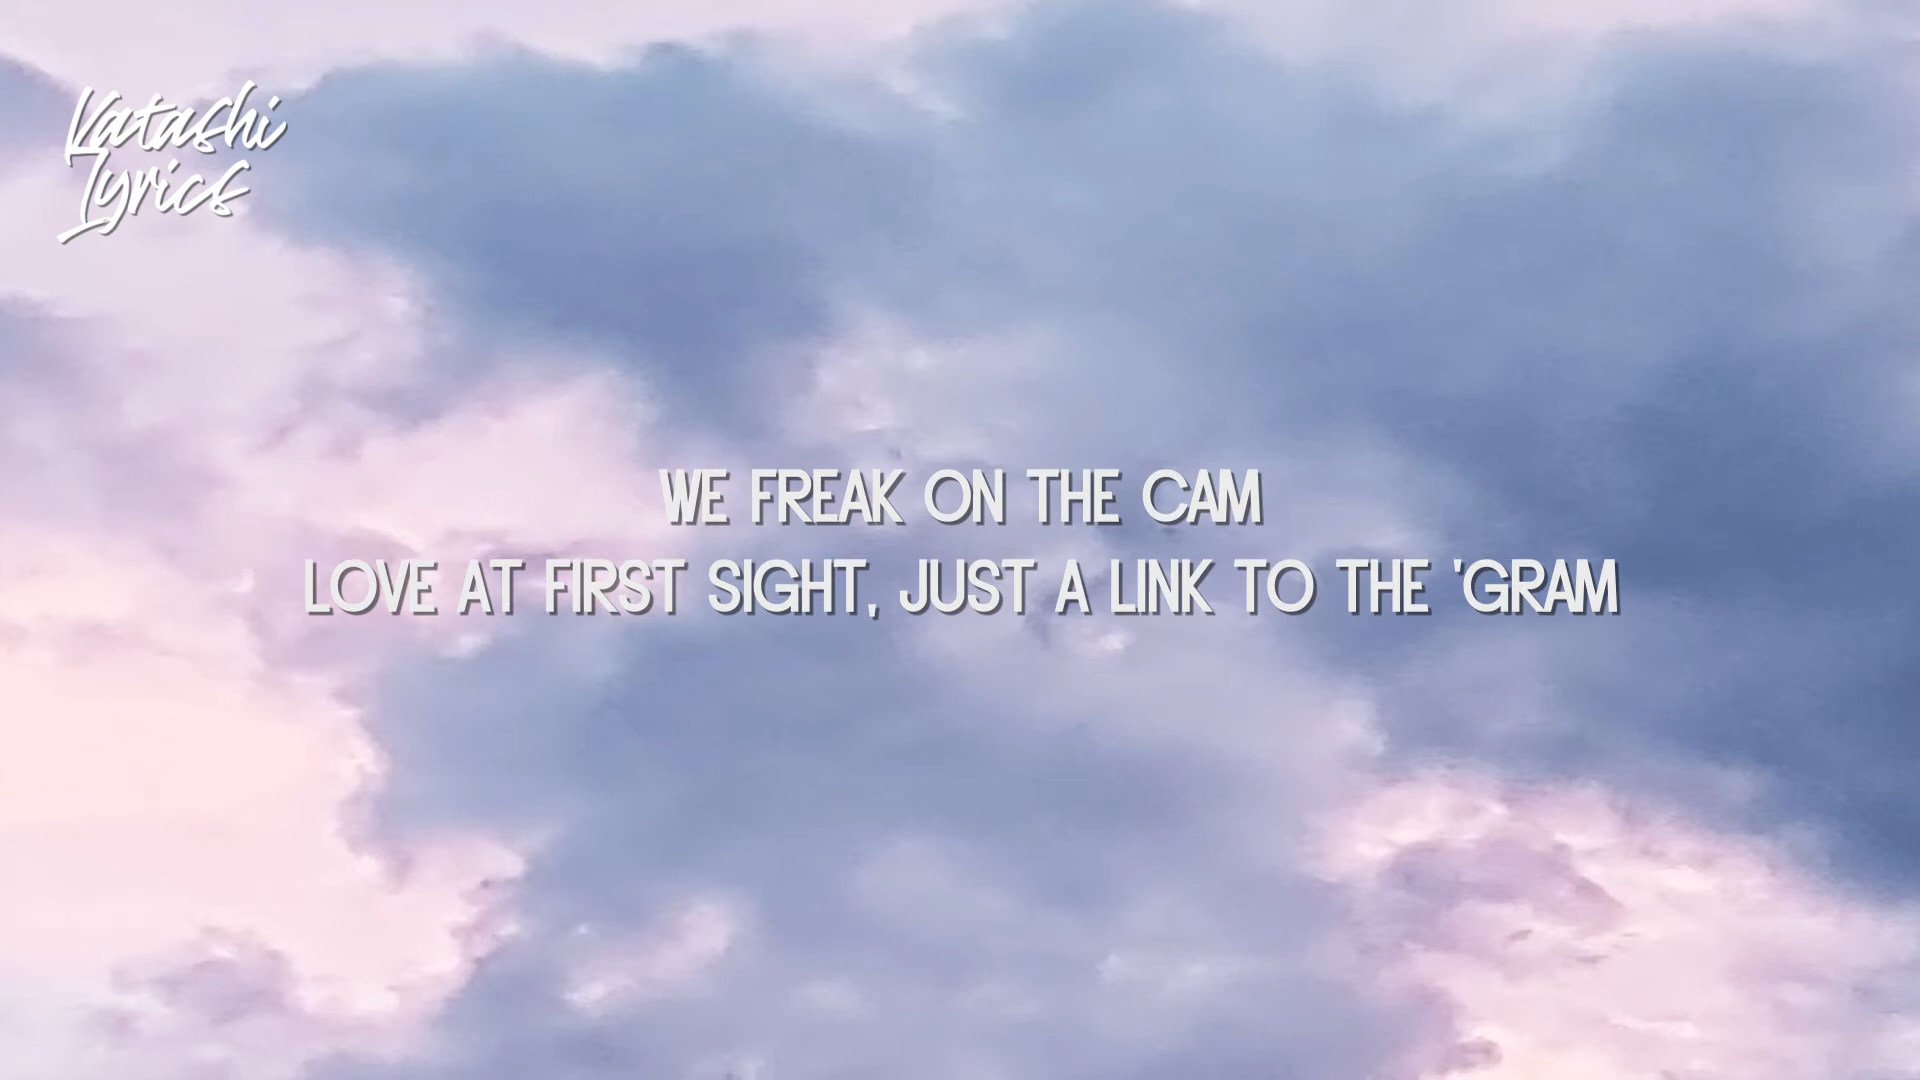 Katashi
Lyrics
WE FREAK ON THE CAM
LOVE AT FIRST SIGHT, JUST A LINK TO THE 'GRAM